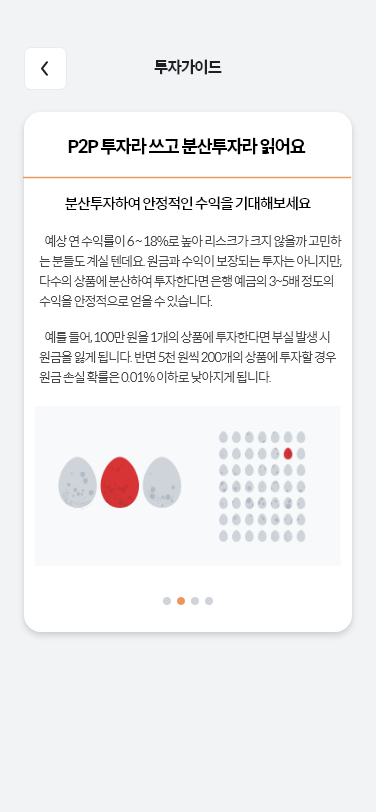 투자가이드
P2P 투자라 쓰고 분산투자라 읽어요
분산투자하여 안정적인 수익을 기대해보세요
예상 연 수익률이 6 ~ 18%로 높아 리스크가 크지 않을까 고민하
는 분들도 계실 텐데요. 원금과 수익이 보장되는 투자는 아니지만,
다수의 상품에 분산하여 투자한다면 은행 예금의 3~5배 정도의
수익을 안정적으로 얻을 수 있습니다.
예를 들어, 100만 원을 1개의 상품에 투자한다면 부실 발생 시
원금을 잃게 됩니다. 반면 5천 원씩 200개의 상품에 투자할 경우
원금 손실 확률은 0.01% 이하로 낮아지게 됩니다.